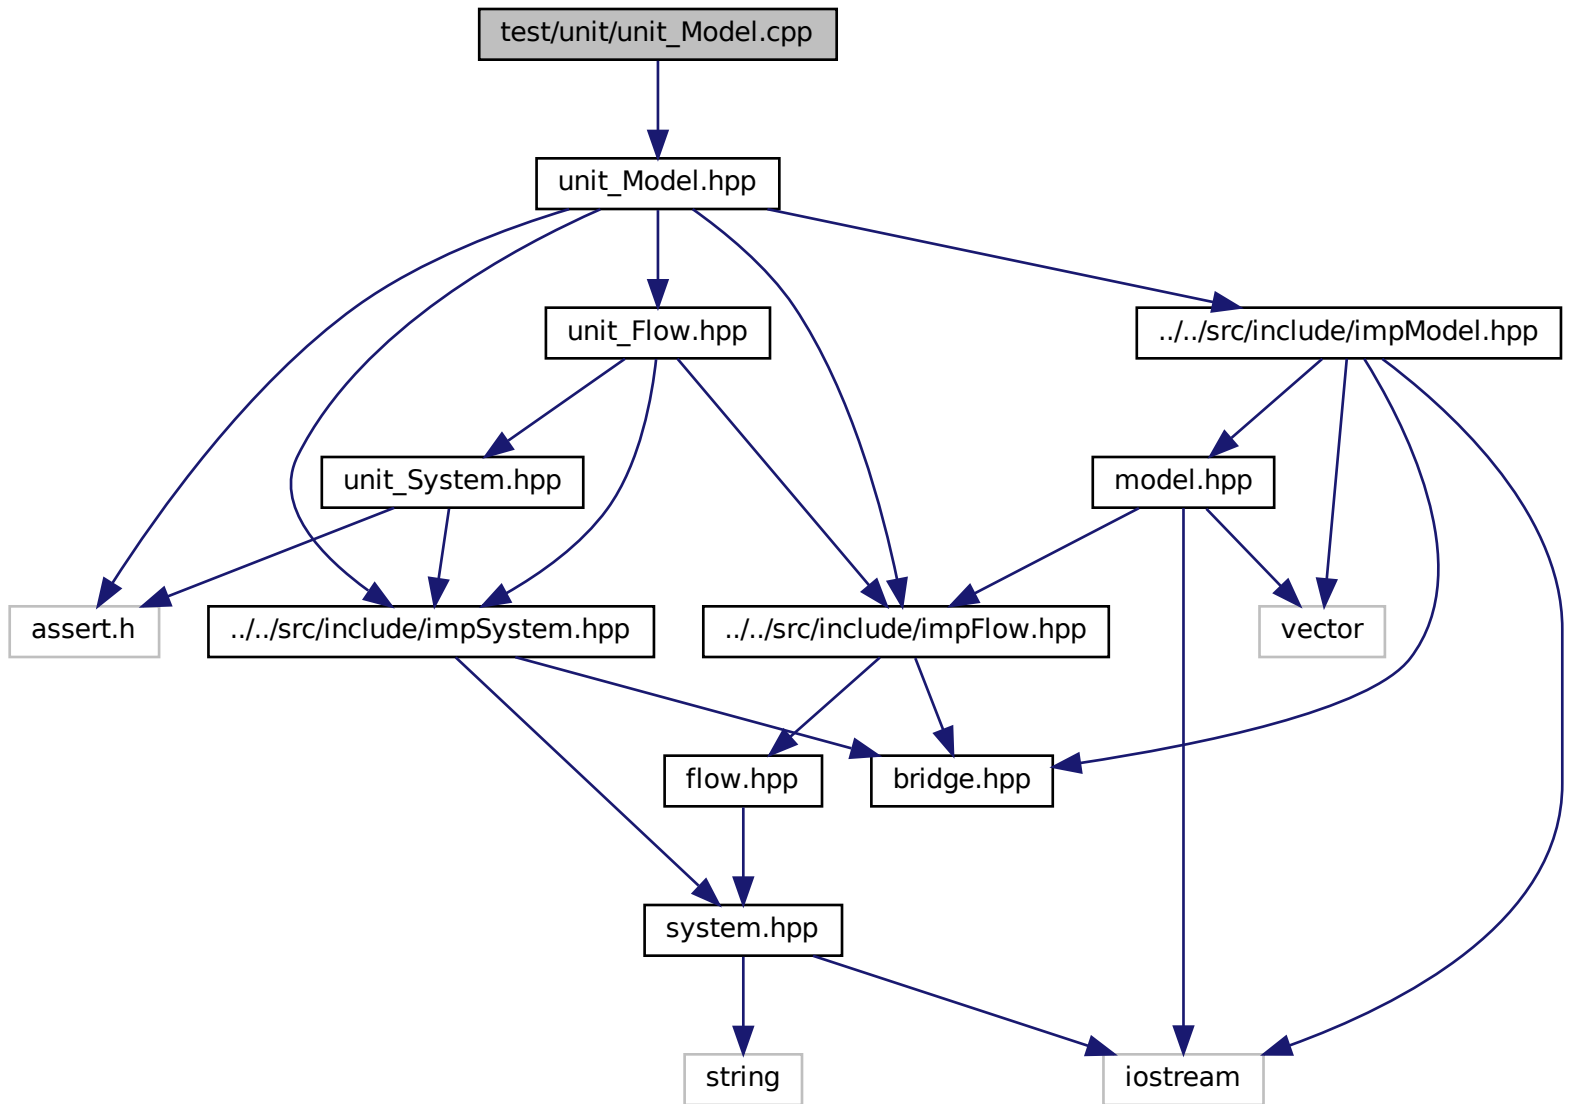 test/unit/unit_Model.cpp
unit_Model.hpp
unit_Flow.hpp
../../src/include/impModel.hpp
unit_System.hpp
model.hpp
assert.h
../../src/include/impSystem.hpp
../../src/include/impFlow.hpp
vector
flow.hpp
bridge.hpp
system.hpp
string
iostream